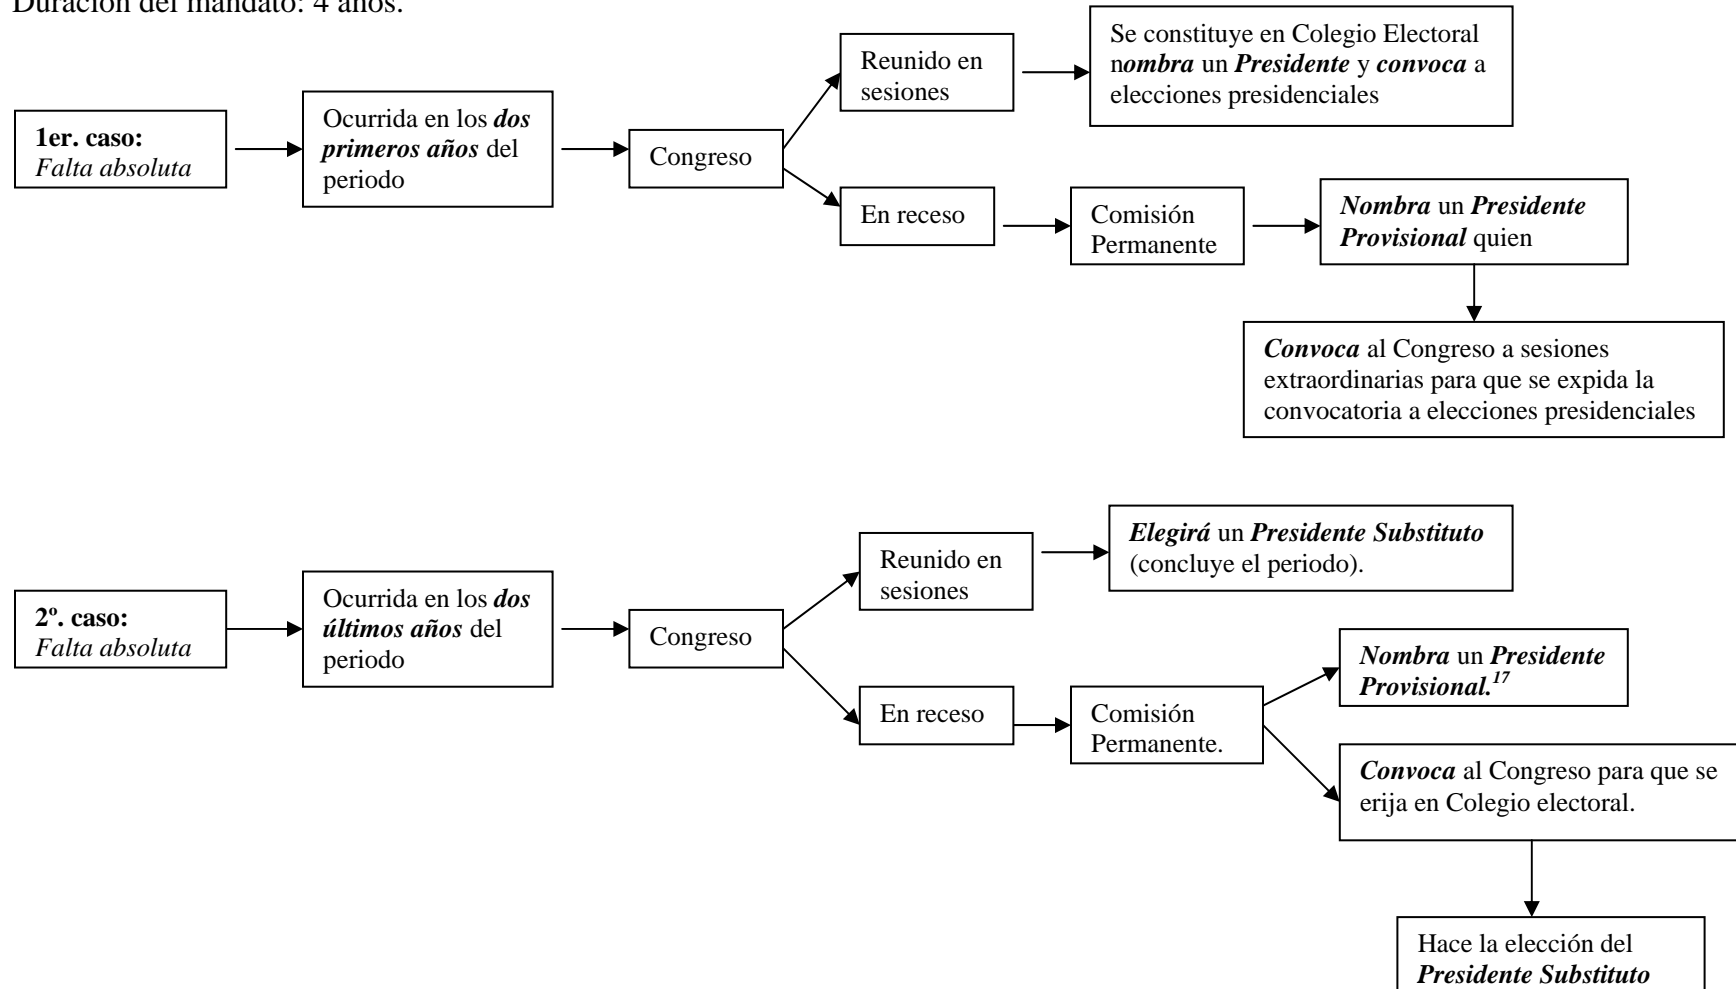 Duración del mandato: 4 años.
1er. caso:
Falta absoluta
Ocurrida en los dos
primeros años del
periodo
Congreso
Reunido en
sesiones
Se constituye en Colegio Electoral
nombra un Presidente y convoca a
elecciones presidenciales
En receso
Comisión
Permanente
Nombra un Presidente
Provisional quien
Convoca al Congreso a sesiones
extraordinarias para que se expida la
convocatoria a elecciones presidenciales
2º. caso:
Falta absoluta
Ocurrida en los dos
últimos años del
periodo
Congreso
Reunido en
sesiones
Elegirá un Presidente Substituto
(concluye el periodo).
En receso
Comisión
Permanente.
Nombra un Presidente
Provisional.17
Convoca al Congreso para que se
erija en Colegio electoral.
Hace la elección del
Presidente Substituto